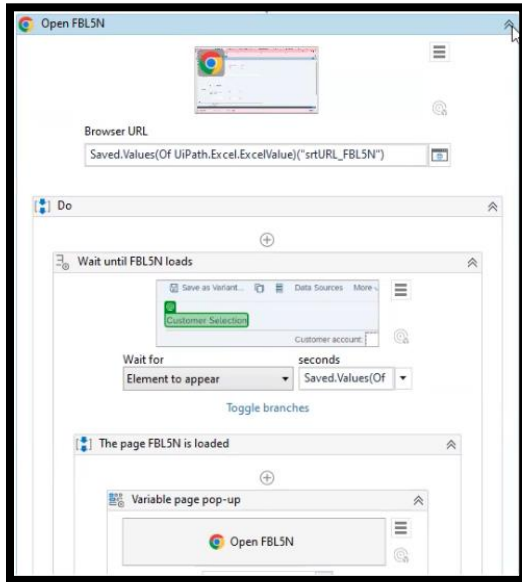 Open FBL5N
Browser URL
Saved.Values(Of UiPath.Excel.ExcelValue)("srtURL_FBL5N")
Do
Wait until FBL5N loads
Save as Variant... Data Sources More
Customer Selection
Customer account:
Wait for seconds
Element to appear Saved.Values(Of
Toggle branches
The page FBL5N is loaded
Variable page pop-up
Open FBL5N